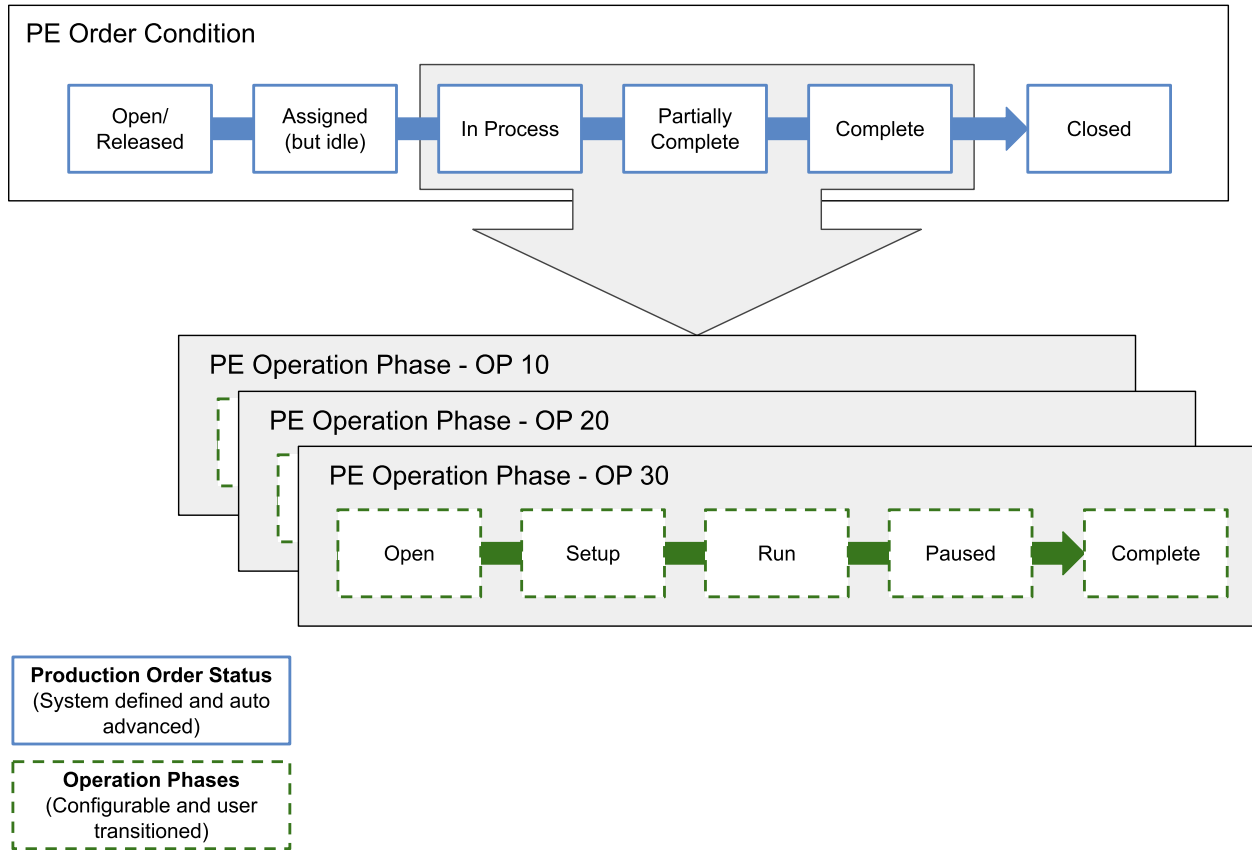 PE Order Condition
Open/
Released
Assigned
(but idle)
In Process
Partially
Complete
Complete
Closed
PE Operation Phase - OP 10
PE Operation Phase - OP 20
PE Operation Phase - OP 30
Open
Setup
Run
Paused
Complete
Production Order Status
(System defined and auto
advanced)
Operation Phases
(Configurable and user
transitioned)